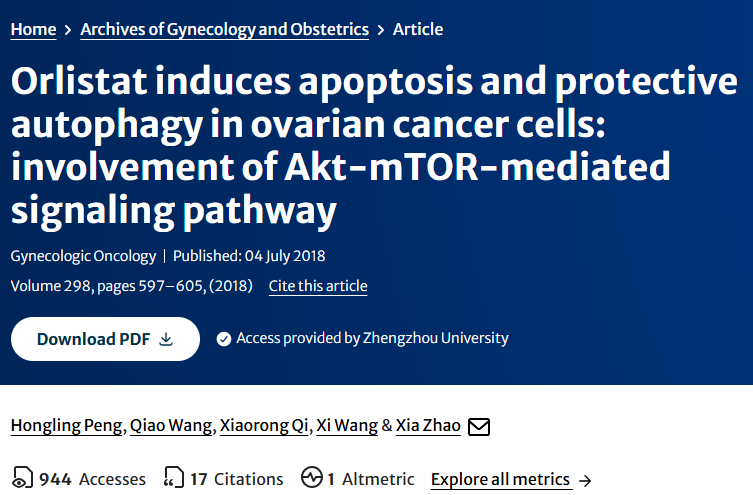 Home > Archives of Gynecology and Obstetrics > Article
Orlistat induces apoptosis and protective
autophagy in ovarian cancer cells:
involvement of Akt-mTOR-mediated
signaling pathway
Gynecologic Oncology | Published: 04 July 2018
Volume 298, pages 597–605, (2018) Cite this article
Download PDF Access provided by Zhengzhou University
Hongling Peng, Qiao Wang, Xiaorong Qi, Xi Wang & Xia Zhao
944 Accesses 17 Citations 1 Altmetric Explore all metrics →